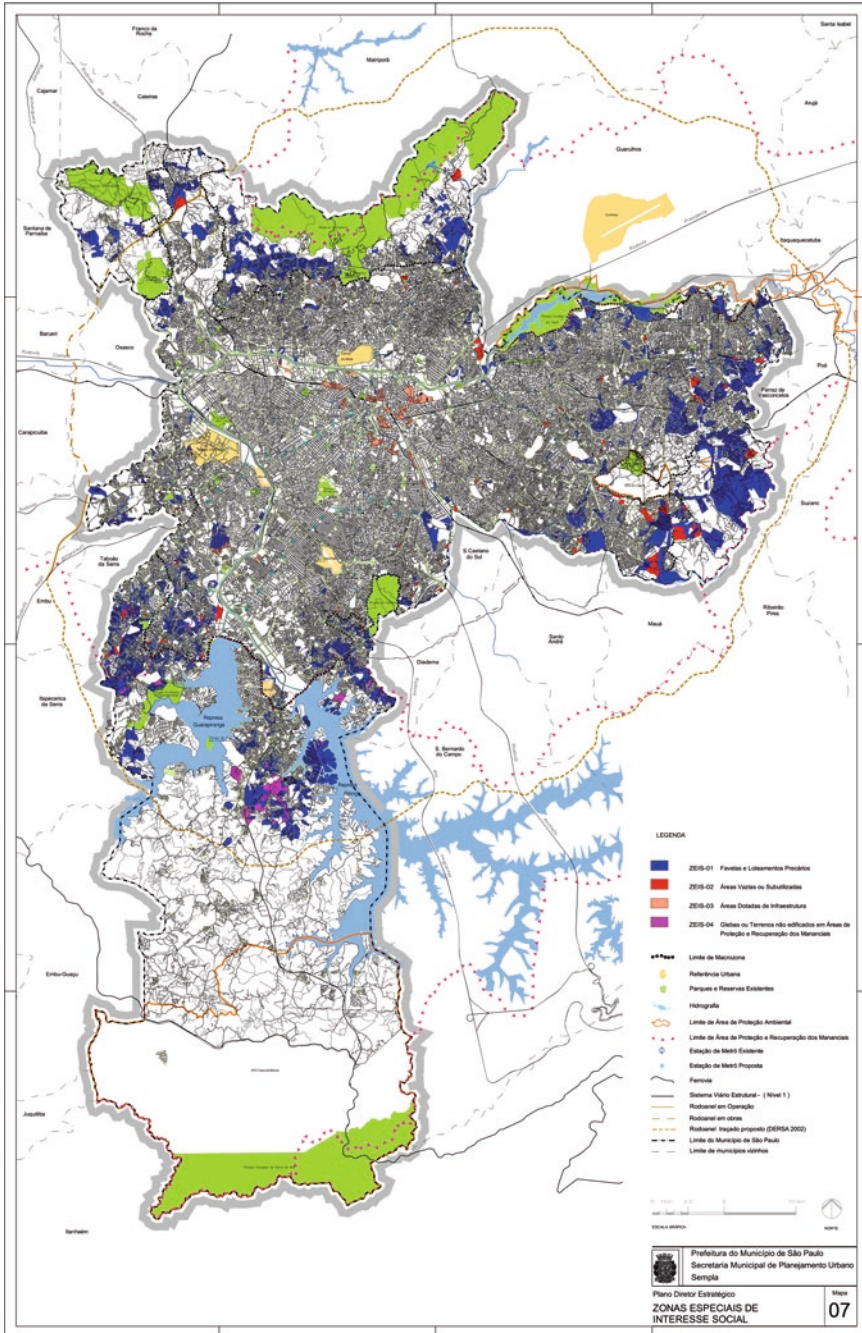 Franco da
Rocha
Santa Isabel
Mairiporã
Cajamar
Caieiras
Arujá
Guarulhos
Santana de
Parnaíba
Itaquaquecetuba
Barueri
Osasco
Poá
Ferraz de
Vasconcelos
Carapicuíba
Suzano
Taboão
da Serra
S.Caetano
do Sul
Embu
Ribeirão
Pires
Mauá
Santo
André
Diadema
Itapecerica
da Serra
Represa
Guarapiranga
S. Bernardo
do Campo
Embu-Guaçu
Juquitiba
Itanhaém
LEGENDA
ZEIS-01 Favelas e Loteamentos Precários
ZEIS-02 Áreas Vazias ou Subutilizadas
ZEIS-03 Áreas Dotadas de Infraestrutura
ZEIS-04 Glebas ou Terrenos não edificados em Áreas de
Proteção e Recuperação dos Mananciais
Limite de Macrozona
Referência Urbana
Parques e Reservas Existentes
Hidrografia
Limite de Área de Proteção Ambiental
Limite de Área de Proteção e Recuperação dos Mananciais
Estação de Metrô Existente
Estação de Metrô Proposta
Ferrovia
Sistema Viário Estrutural - ( Nível 1 )
Rodoanel em Operação
Rodoanel em obras
Rodoanel traçado proposto (DERSA 2002)
Limite do Município de São Paulo
Limite de municípios vizinhos
ESCALA GRÁFICA
NORTE
Prefeitura do Município de São Paulo
Secretaria Municipal de Planejamento Urbano
Sempla
Plano Diretor Estratégico
ZONAS ESPECIAIS DE
INTERESSE SOCIAL
Mapa
07